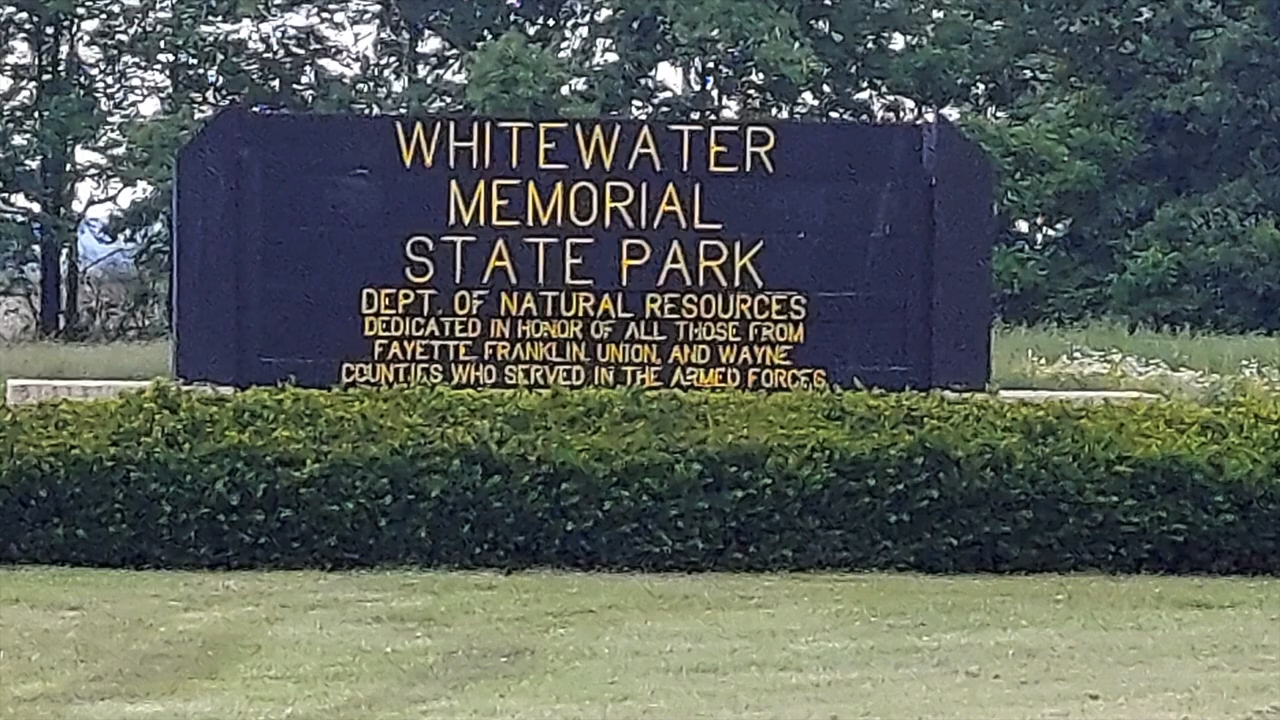 WHITEWATER
MEMORIAL
STATE PARK
DEPT. OF NATURAL RESOURCES
DEDICATED IN HONOR OF ALL THOSE FROM
FAYETTE, FRANKLIN, UNION, AND WAYNE
COUNTIES WHO SERVED IN THE ARMED FORCES